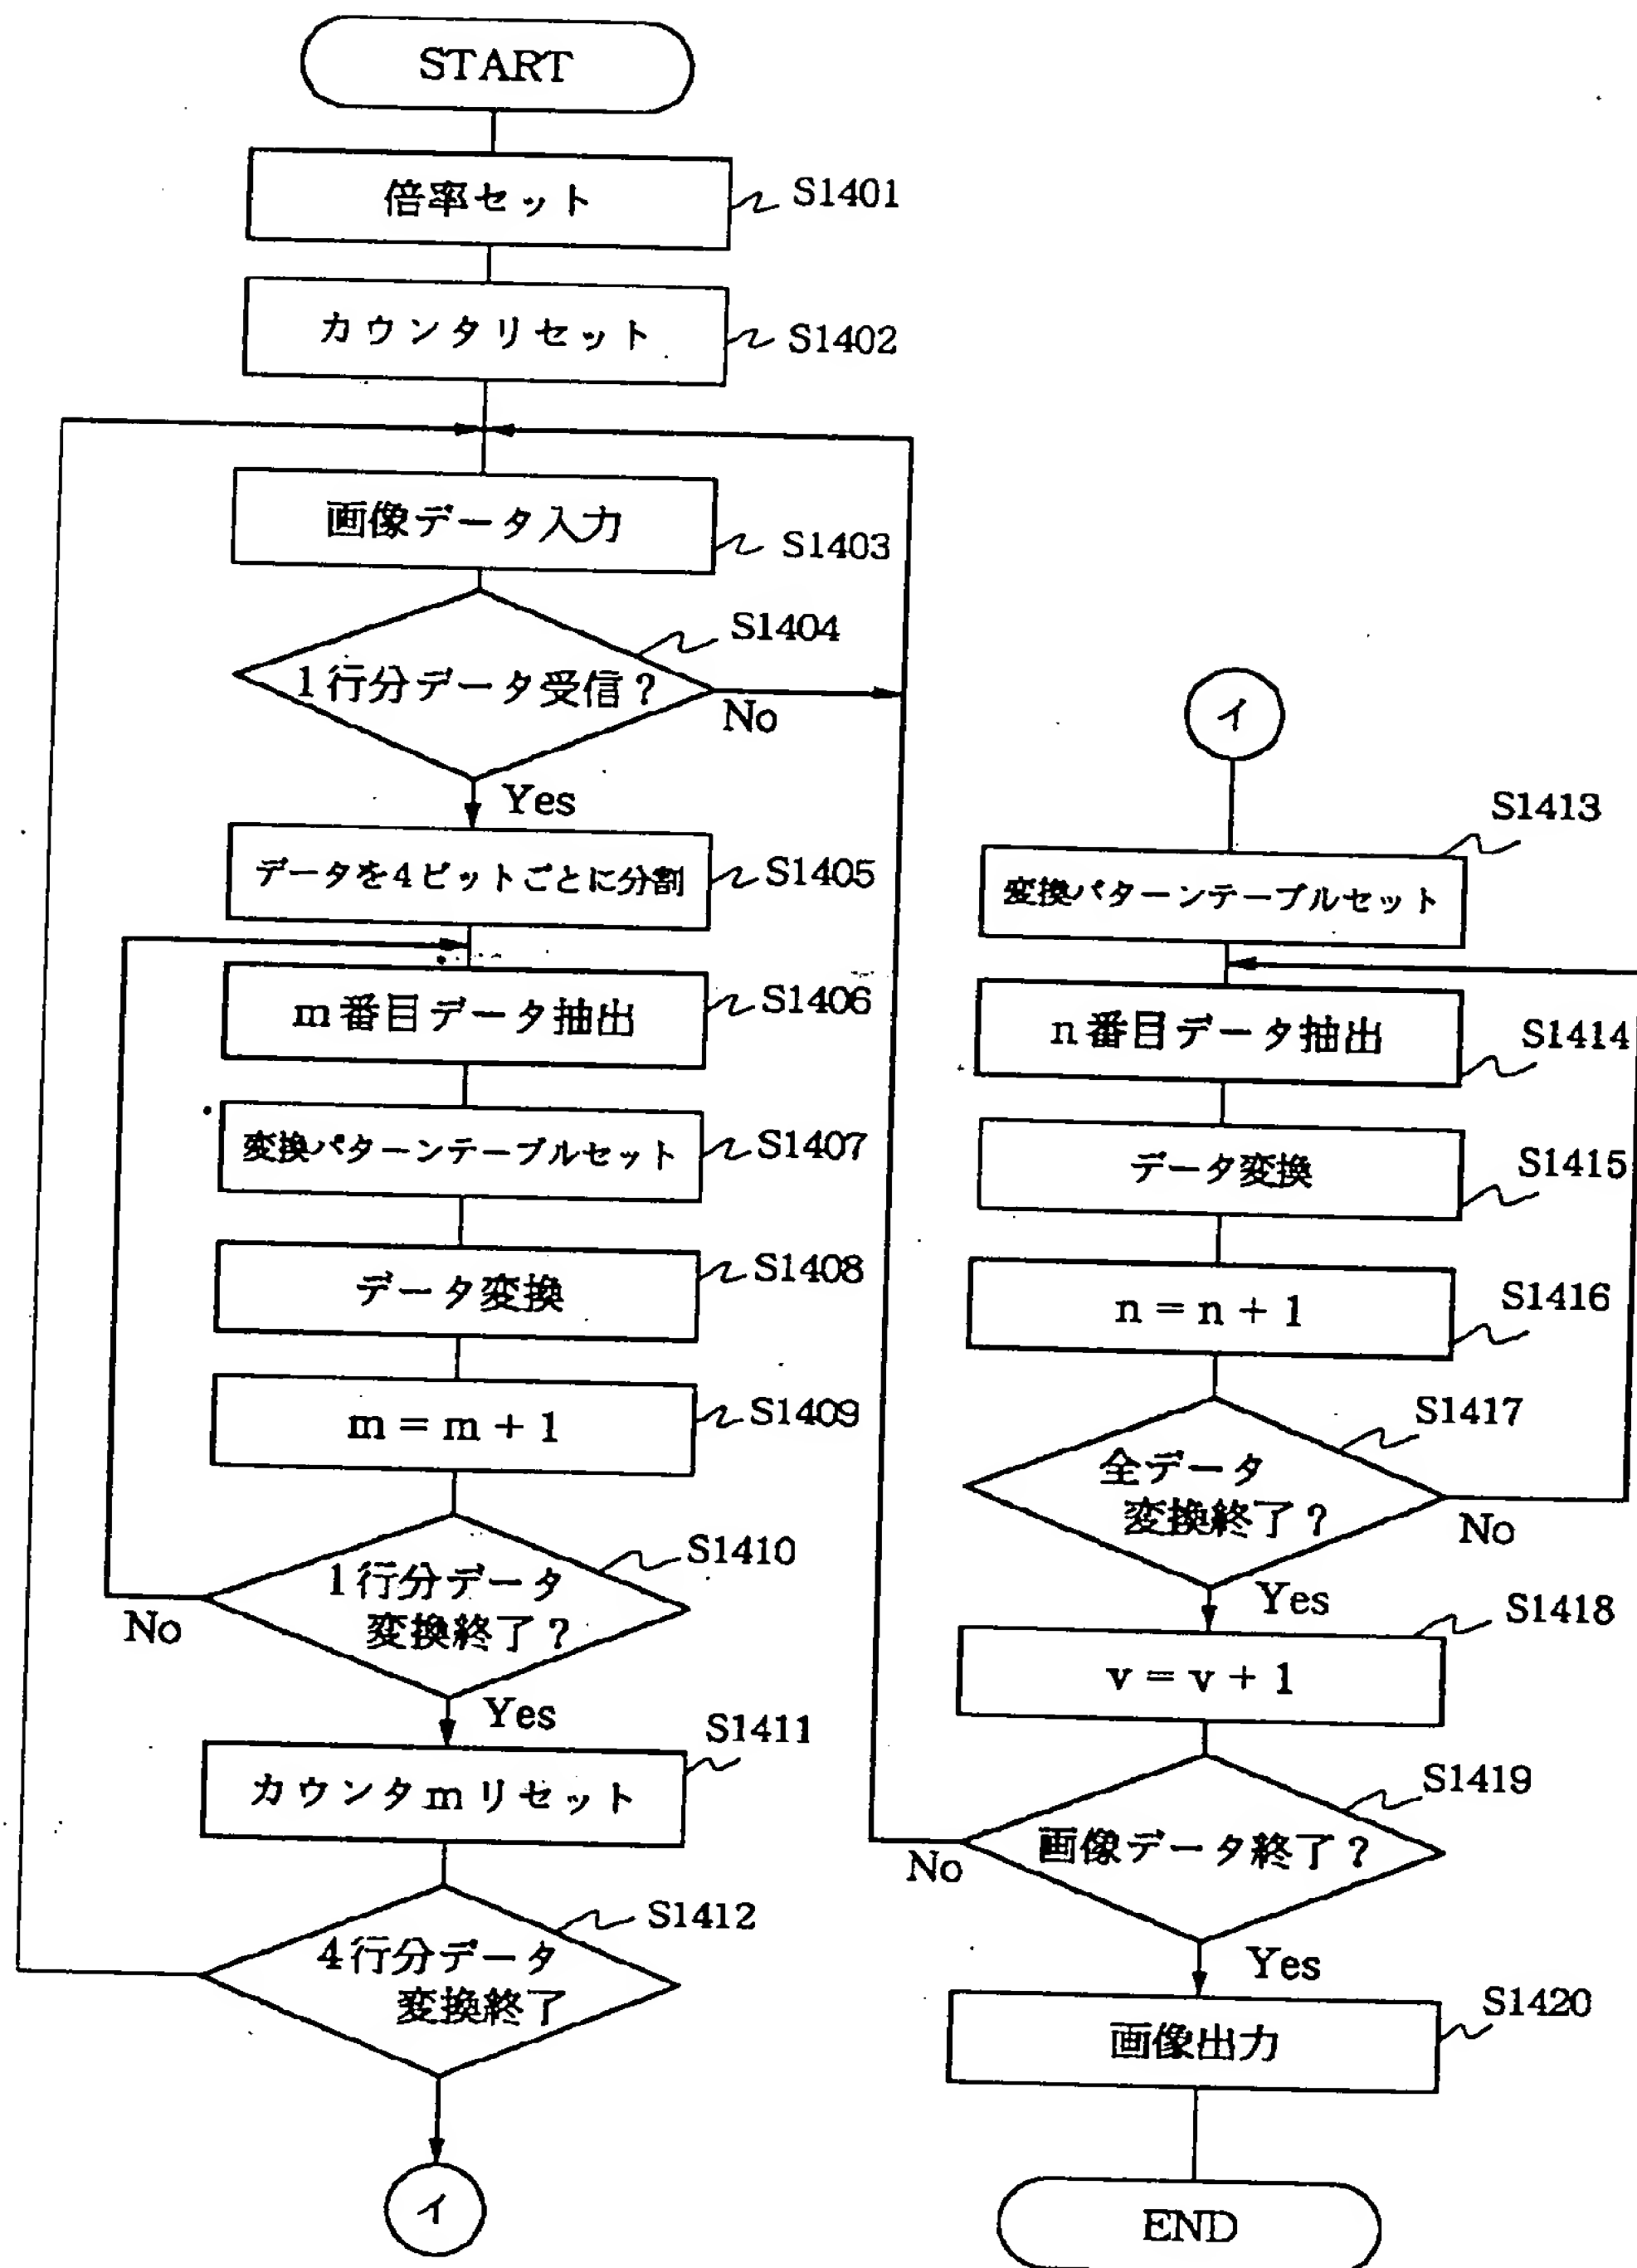 START
倍率セット
S1401
カウンタリセット
S1402
画像データ入力
S1403
S1404
1行分データ受信?
No
Yes
データを4ビットごとに分割
S1405
m番目データ抽出
S1406
変換パターンテーブルセット
S1407
データ変換
S1408
m = m + 1
S1409
S1410
1行分データ
変換終了?
No
Yes
S1411
カウンタmリセット
S1412
4行分データ
変換終了
イ
イ
S1413
変換パターンテーブルセット
n番目データ抽出
S1414
データ変換
S1415
n = n + 1
S1416
S1417
全データ
変換終了?
No
Yes
S1418
v = v + 1
S1419
画像データ終了?
No
Yes
S1420
画像出力
END